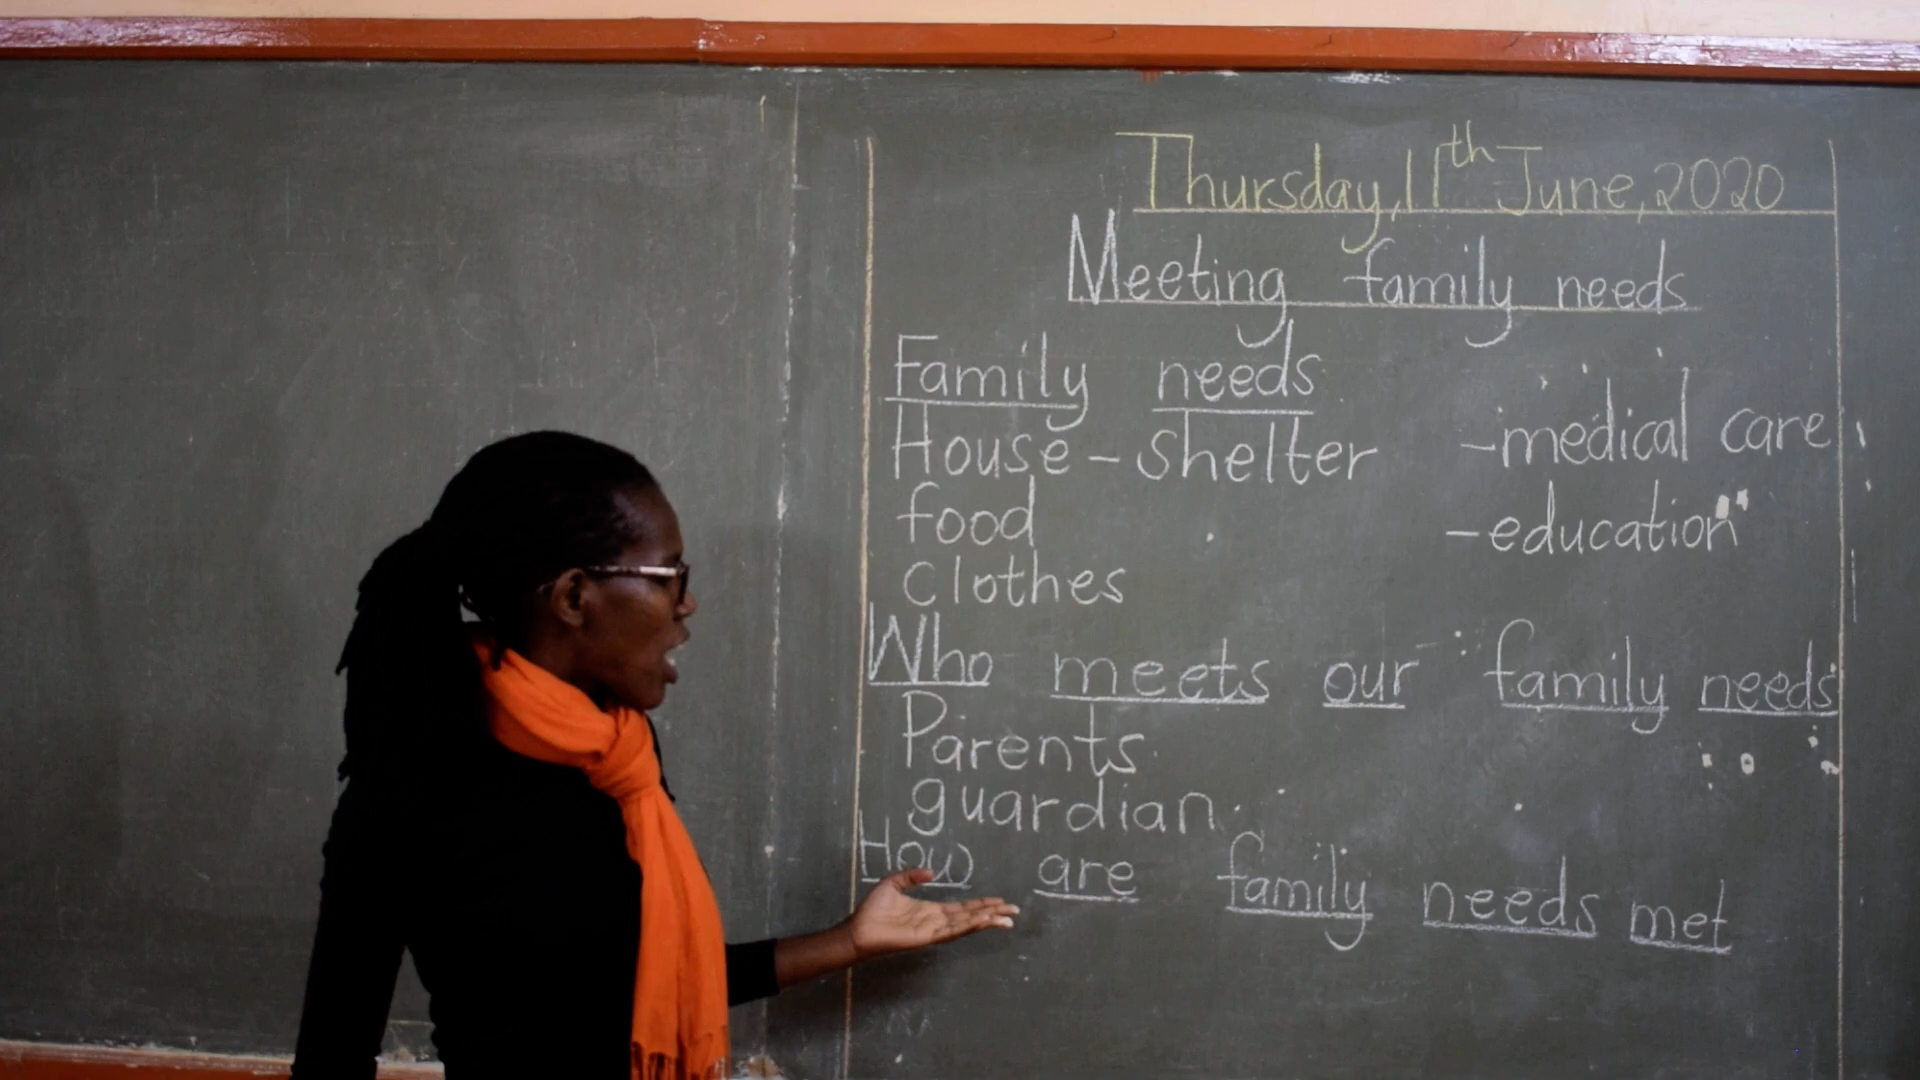 Thursday, 11th June, 2020
Meeting family needs
Family needs
House - shelter
food
clothes
- medical care
- education
Who meets our family needs
Parents
guardian
How are family needs met